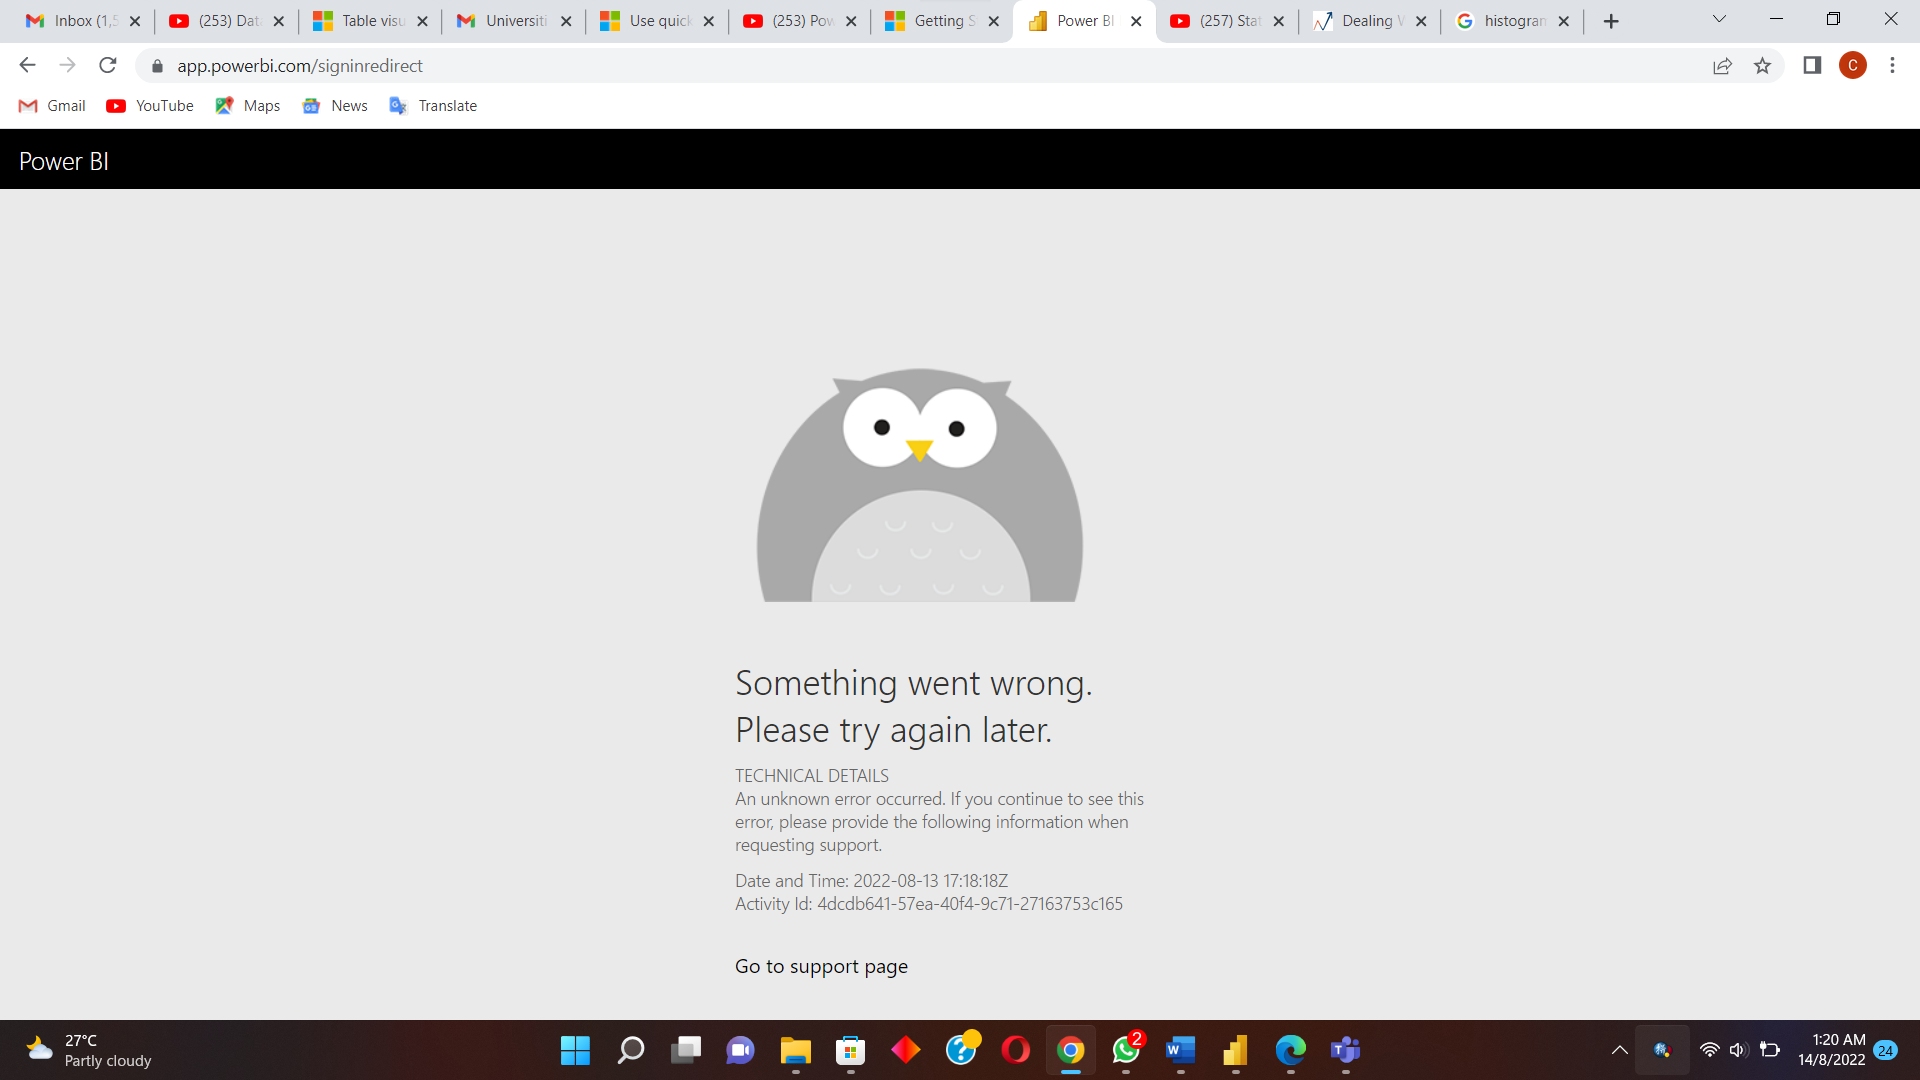 Inbox (1,5
(253) Dat
Table visu
Universiti
Use quick
(253) Pow
Getting S
Power BI
(257) Stat
Dealing W
histogram
app.powerbi.com/signinredirect
C
Gmail
YouTube
Maps
News
Translate
Power BI
Something went wrong.
Please try again later.
TECHNICAL DETAILS
An unknown error occurred. If you continue to see this
error, please provide the following information when
requesting support.
Date and Time: 2022-08-13 17:18:18Z
Activity Id: 4dcdb641-57ea-40f4-9c71-27163753c165
Go to support page
27°C
Partly cloudy
2
1:20 AM
14/8/2022
24